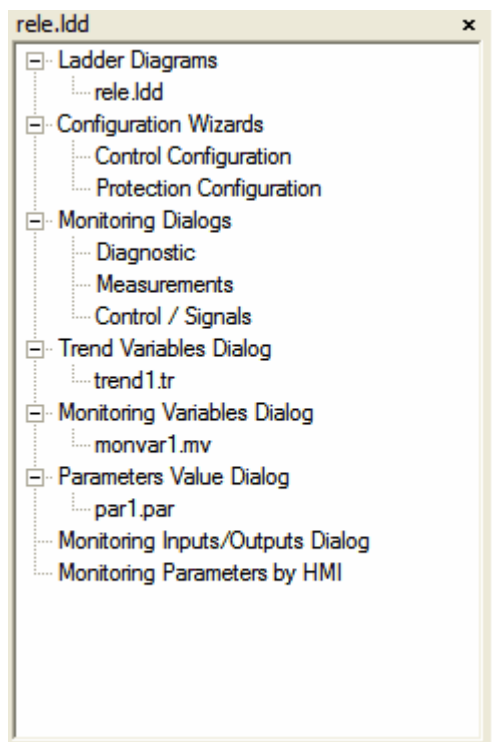 rele.ldd
Ladder Diagrams
rele.ldd
Configuration Wizards
Control Configuration
Protection Configuration
Monitoring Dialogs
Diagnostic
Measurements
Control / Signals
Trend Variables Dialog
trend1.tr
Monitoring Variables Dialog
monvar1.mv
Parameters Value Dialog
par1.par
Monitoring Inputs/Outputs Dialog
Monitoring Parameters by HMI